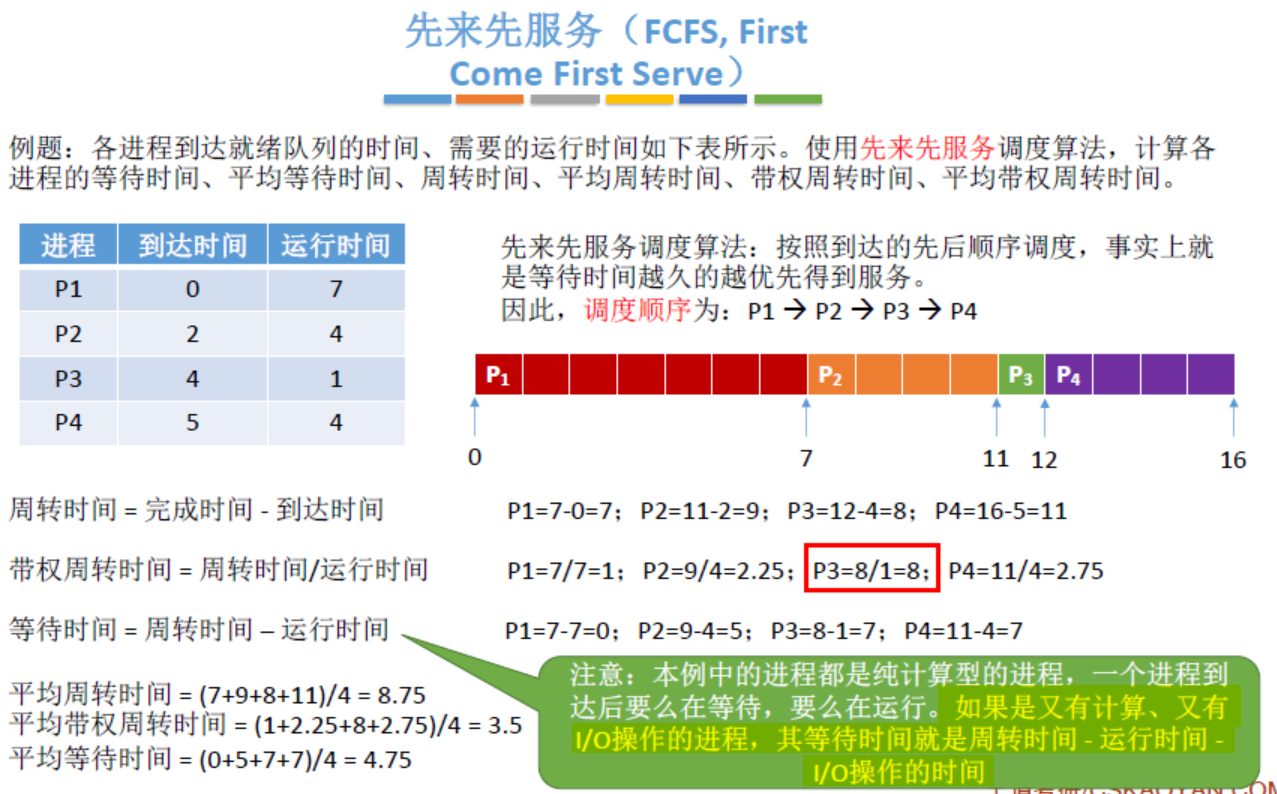 先来先服务（FCFS, First
Come First Serve）
例题：各进程到达就绪队列的时间、需要的运行时间如下表所示。使用先来先服务调度算法，计算各
进程的等待时间、平均等待时间、周转时间、平均周转时间、带权周转时间、平均带权周转时间。
进程 到达时间 运行时间
P1 0 7
P2 2 4
P3 4 1
P4 5 4
先来先服务调度算法：按照到达的先后顺序调度，事实上就
是等待时间越久的越优先得到服务。
因此，调度顺序为：P1 → P2 → P3 → P4
P₁ P₂ P₃ P₄
0 7 11 12 16
周转时间 = 完成时间 - 到达时间 P1=7-0=7；P2=11-2=9；P3=12-4=8；P4=16-5=11
带权周转时间 = 周转时间/运行时间 P1=7/7=1；P2=9/4=2.25；P3=8/1=8；P4=11/4=2.75
等待时间 = 周转时间 – 运行时间 P1=7-7=0；P2=9-4=5；P3=8-1=7；P4=11-4=7
平均周转时间 = (7+9+8+11)/4 = 8.75
平均带权周转时间 = (1+2.25+8+2.75)/4 = 3.5
平均等待时间 = (0+5+7+7)/4 = 4.75
注意：本例中的进程都是纯计算型的进程，一个进程到
达后要么在等待，要么在运行。如果是又有计算、又有
I/O操作的进程，其等待时间就是周转时间 - 运行时间 -
I/O操作的时间